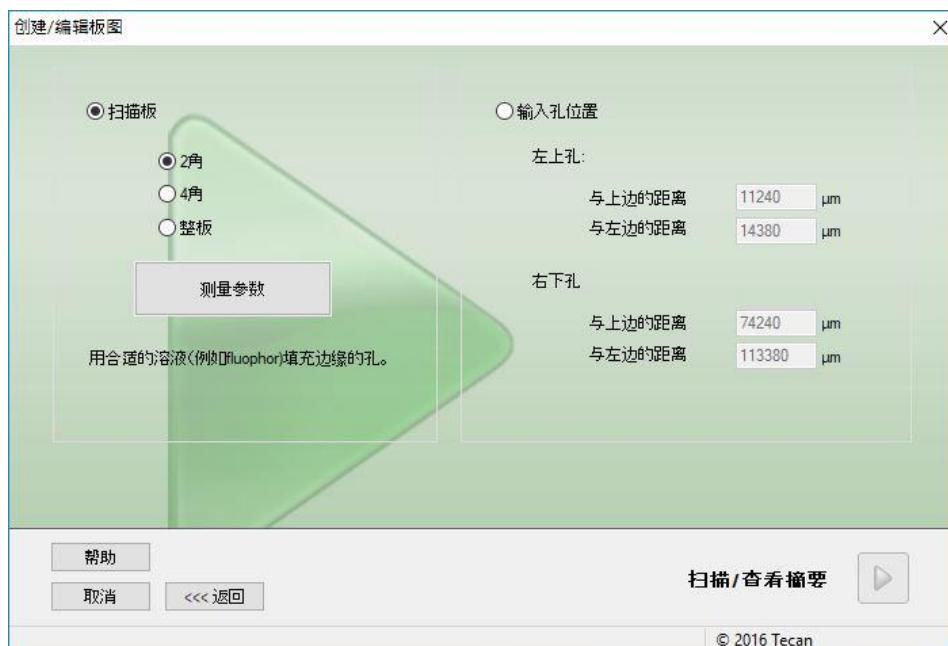 创建/编辑板图
扫描板
2角
4角
整板
测量参数
用合适的溶液(例如fluophor)填充边缘的孔。
输入孔位置
左上孔:
与上边的距离 11240 μm
与左边的距离 14380 μm
右下孔
与上边的距离 74240 μm
与左边的距离 113380 μm
帮助
取消 <<< 返回
扫描/查看摘要
© 2016 Tecan